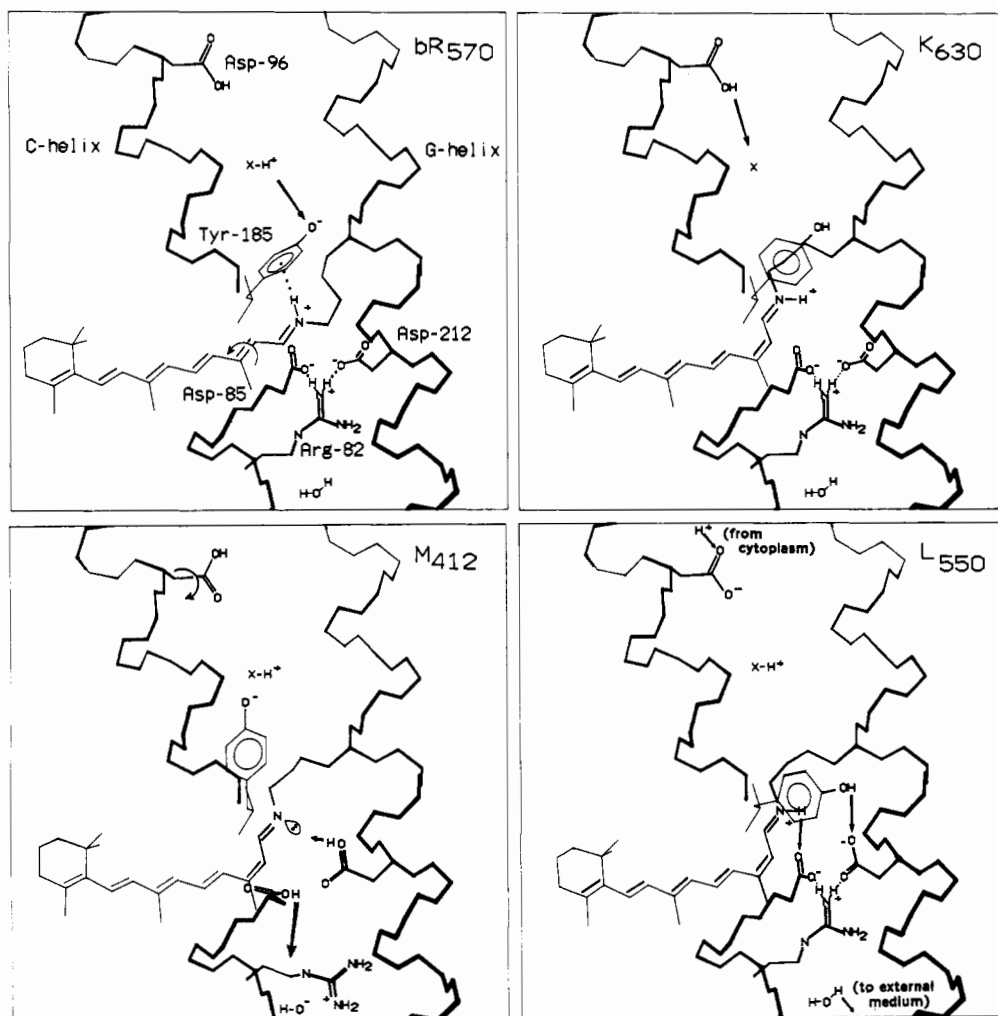 bR570
Asp-96
O
OH
C-helix
G-helix
X-H+
Tyr-185
O-
H
N
+
Asp-212
O
O-
-O
O
Asp-85
H H
N
+
N
NH2
Arg-82
H-O-H
K630
O
OH
X
OH
N-H
+
O
O-
-O
O
H H
N
+
N
NH2
H-O-H
M412
OH
O
X-H+
O-
N
H
O
O
O
OH
N
NH2
+
NH2
H-O-
L550
H+ (from
cytoplasm)
O
O-
X-H+
OH
N-H
+
-O
O
O
O-
H H
N
+
N
NH2
H-O-H
(to external
medium)